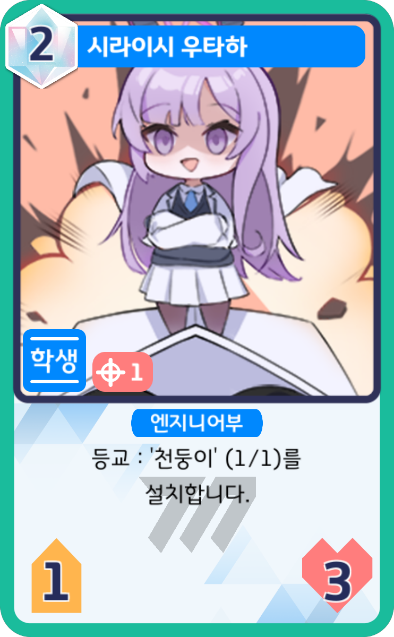 2
시라이시 우타하
학생
1
엔지니어부
등교 : '천둥이' (1/1)를
설치합니다.
1
3